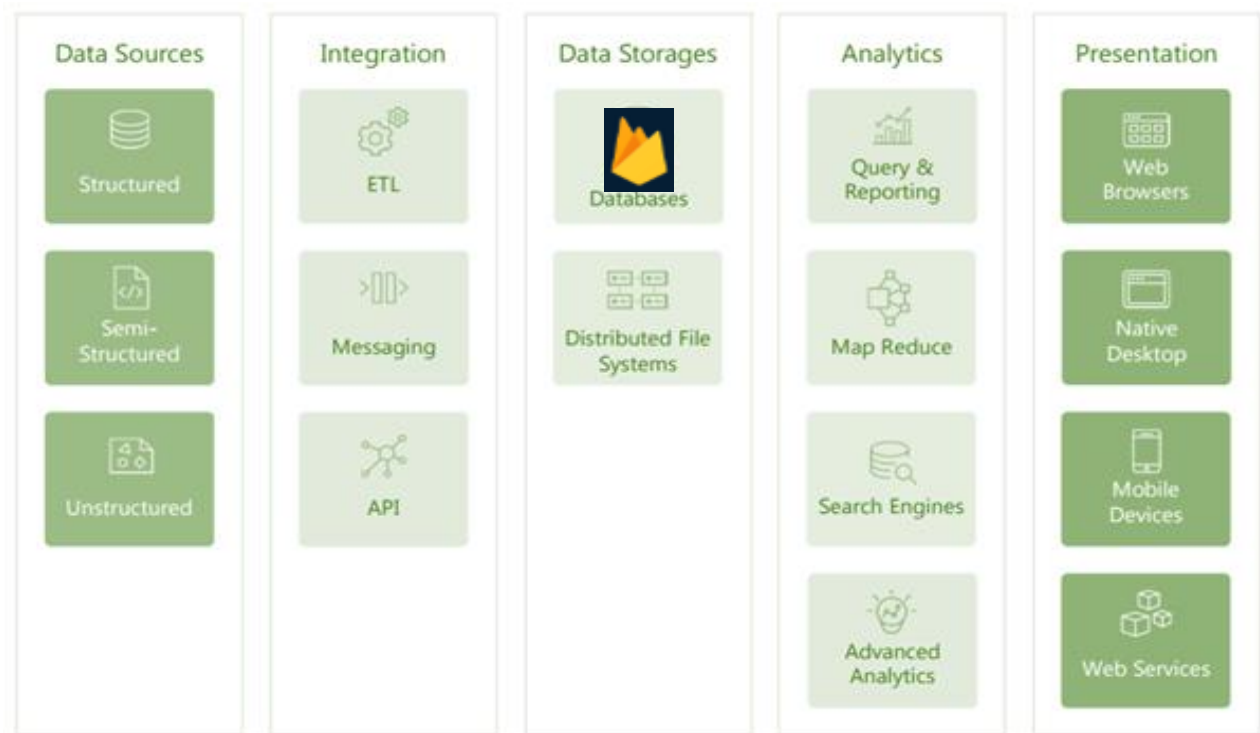 Data Sources
Structured
Semi-
Structured
Unstructured
Integration
ETL
Messaging
API
Data Storages
Databases
Distributed File
Systems
Analytics
Query &
Reporting
Map Reduce
Search Engines
Advanced
Analytics
Presentation
Web
Browsers
Native
Desktop
Mobile
Devices
Web Services